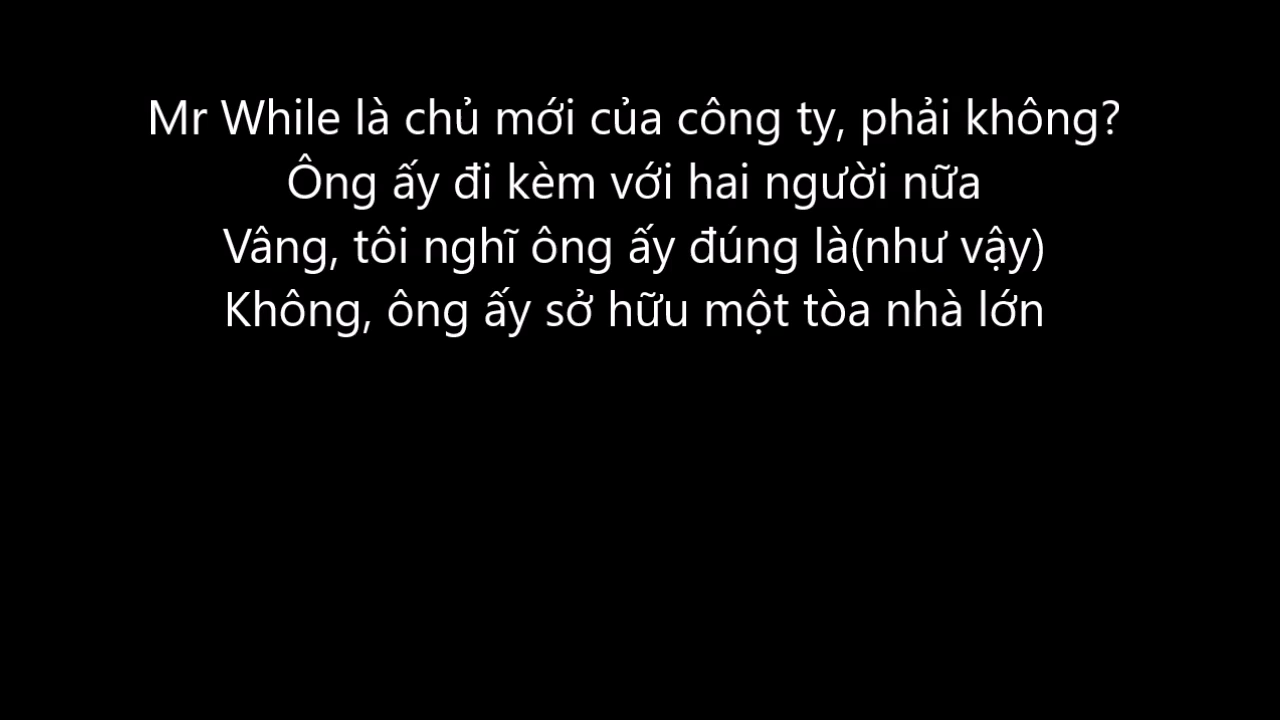 Mr While là chủ mới của công ty, phải không?
Ông ấy đi kèm với hai người nữa
Vâng, tôi nghĩ ông ấy đúng là(như vậy)
Không, ông ấy sở hữu một tòa nhà lớn